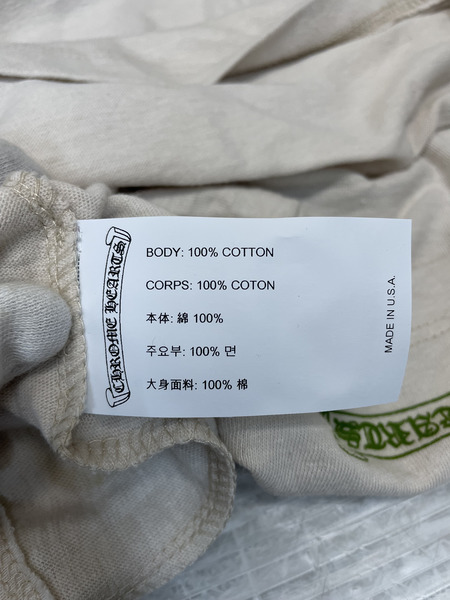 CHROME HEARTS
BODY: 100% COTTON
CORPS: 100% COTON
本体: 綿 100%
주요부: 100% 면
大身面料: 100% 棉
MADE IN U.S.A.
EARTS